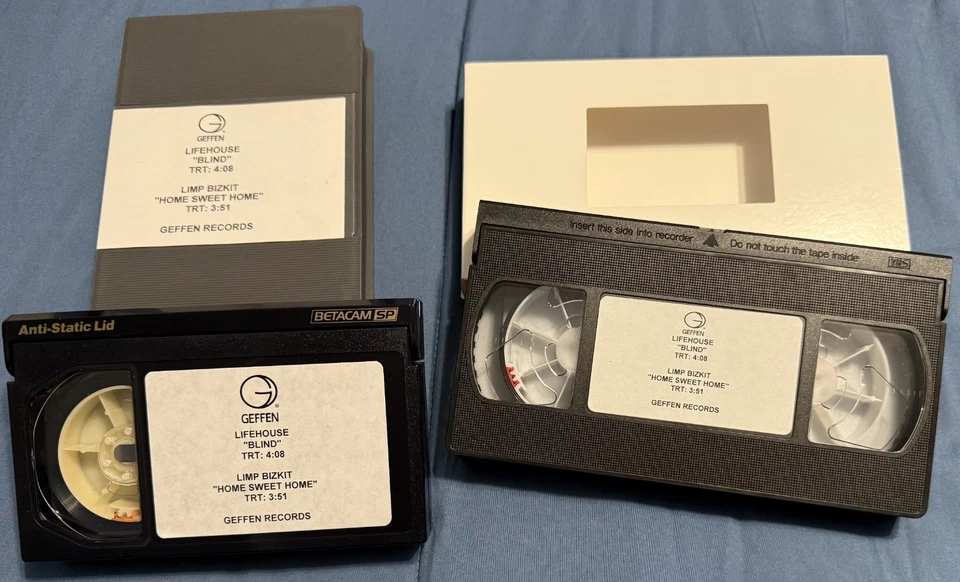 GEFFEN
LIFEHOUSE
"BLIND"
TRT: 4:08
LIMP BIZKIT
"HOME SWEET HOME"
TRT: 3:51
GEFFEN RECORDS
Insert this side into recorder
Do not touch the tape inside
VHS
GEFFEN
LIFEHOUSE
"BLIND"
TRT: 4:08
LIMP BIZKIT
"HOME SWEET HOME"
TRT: 3:51
GEFFEN RECORDS
Anti-Static Lid
BETACAM SP
GEFFEN
LIFEHOUSE
"BLIND"
TRT: 4:08
LIMP BIZKIT
"HOME SWEET HOME"
TRT: 3:51
GEFFEN RECORDS